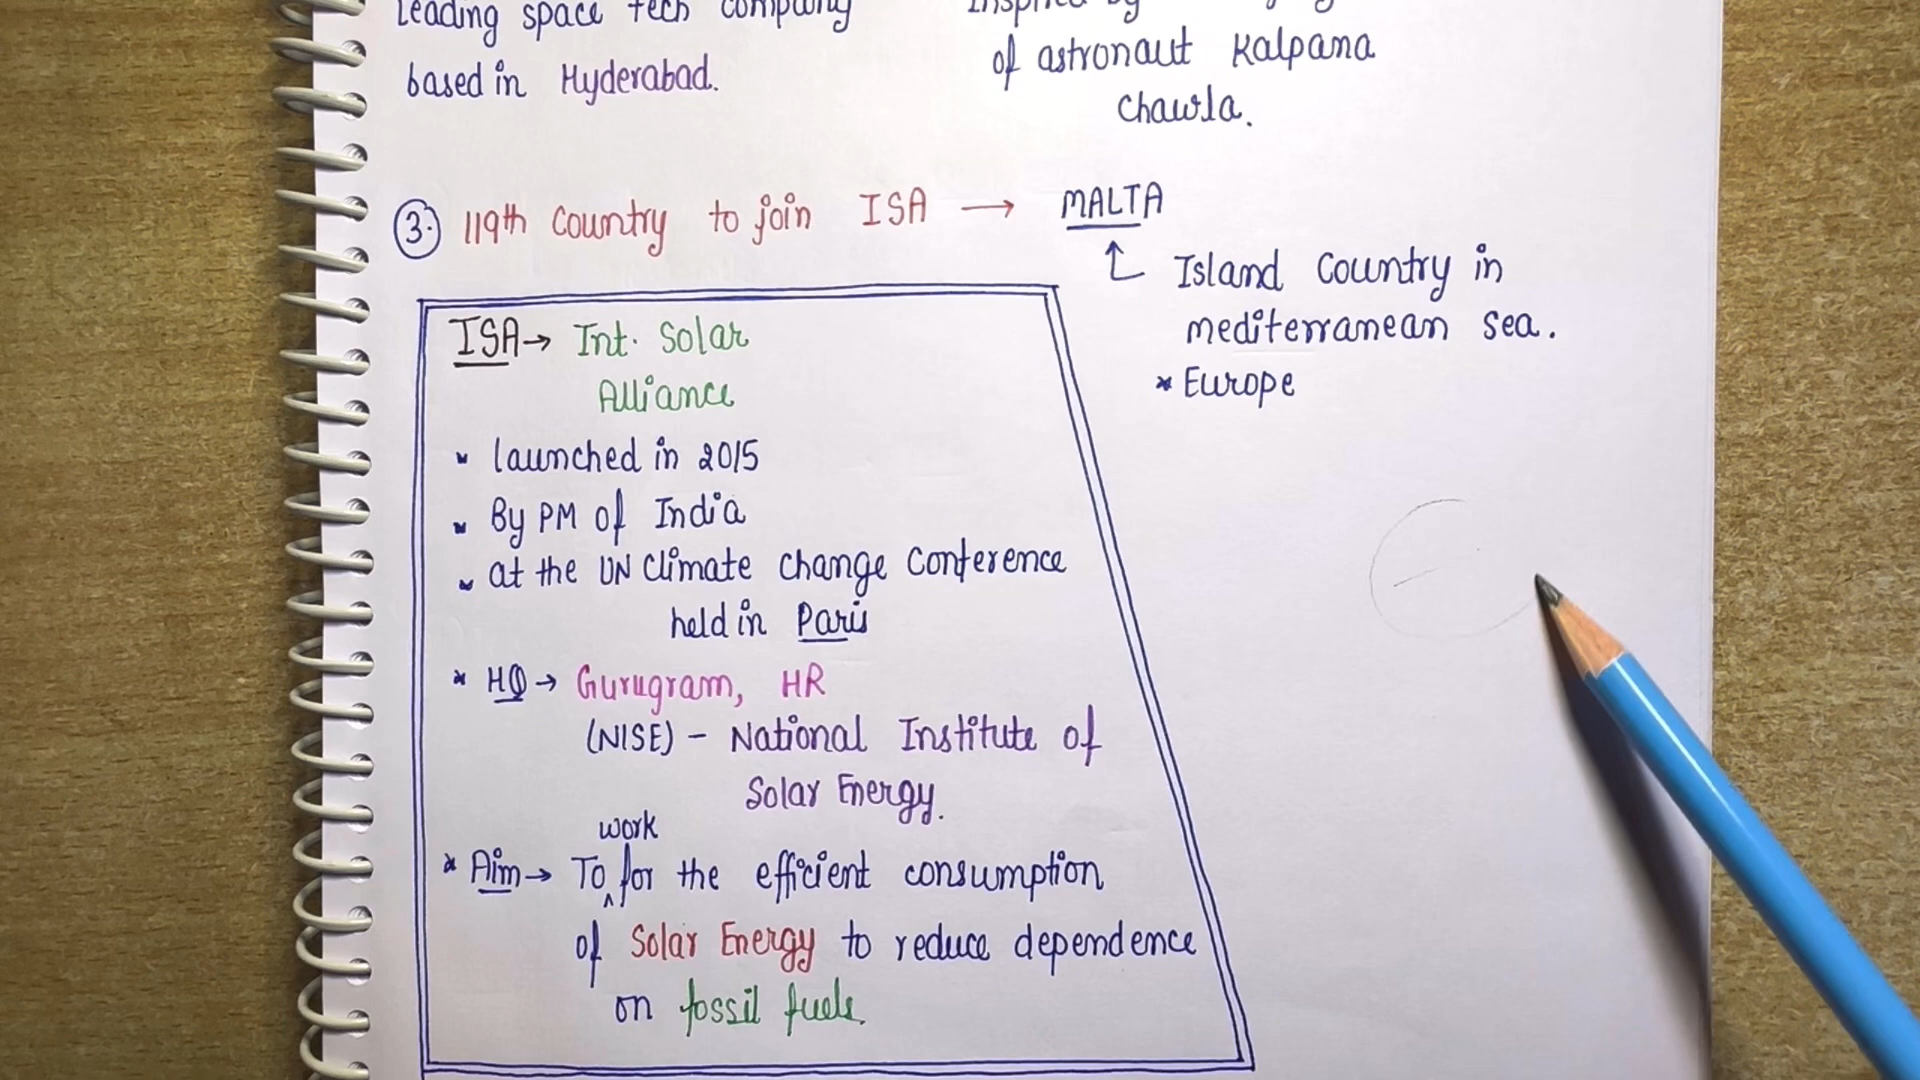 leading space tech company
based in Hyderabad.
of astronaut Kalpana
Chawla.
3. 119th Country to join ISA → MALTA
Island Country in
mediterranean sea.
* Europe
ISA → Int. Solar
Alliance
launched in 2015
By PM of India
at the UN Climate change Conference
held in Paris
* HQ → Gurugram, HR
(NISE) - National Institute of
Solar Energy.
work
* Aim → To ^ for the efficient consumption
of Solar Energy to reduce dependence
on fossil fuels.